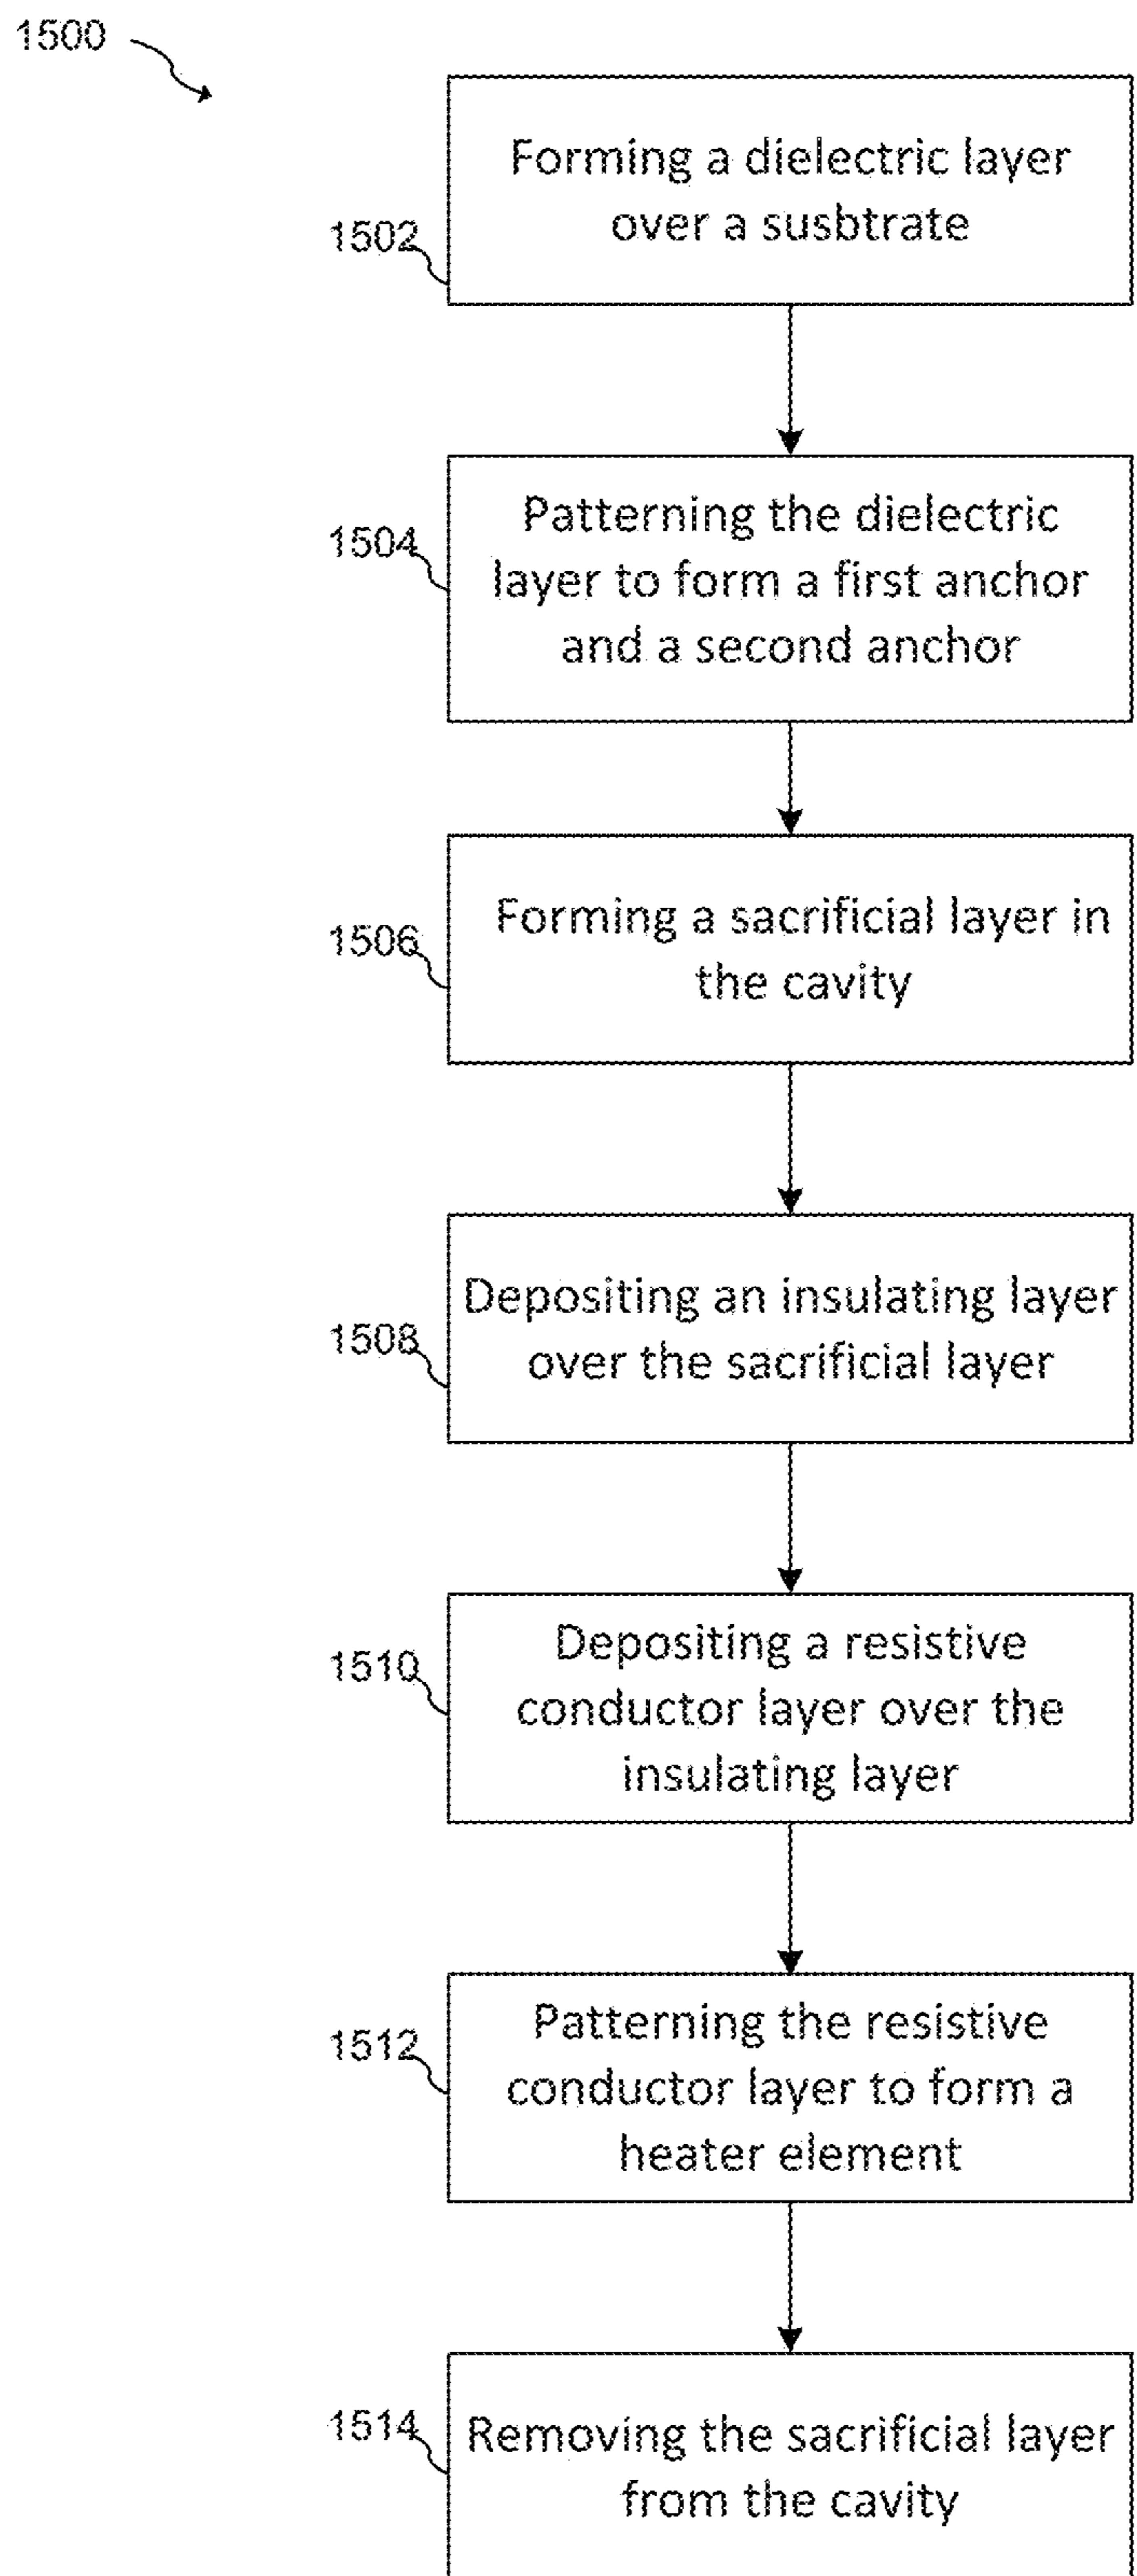 1500
Forming a dielectric layer
over a susbtrate
1502
Patterning the dielectric
layer to form a first anchor
and a second anchor
1504
Forming a sacrificial layer in
the cavity
1506
Depositing an insulating layer
over the sacrificial layer
1508
Depositing a resistive
conductor layer over the
insulating layer
1510
Patterning the resistive
conductor layer to form a
heater element
1512
Removing the sacrificial layer
from the cavity
1514